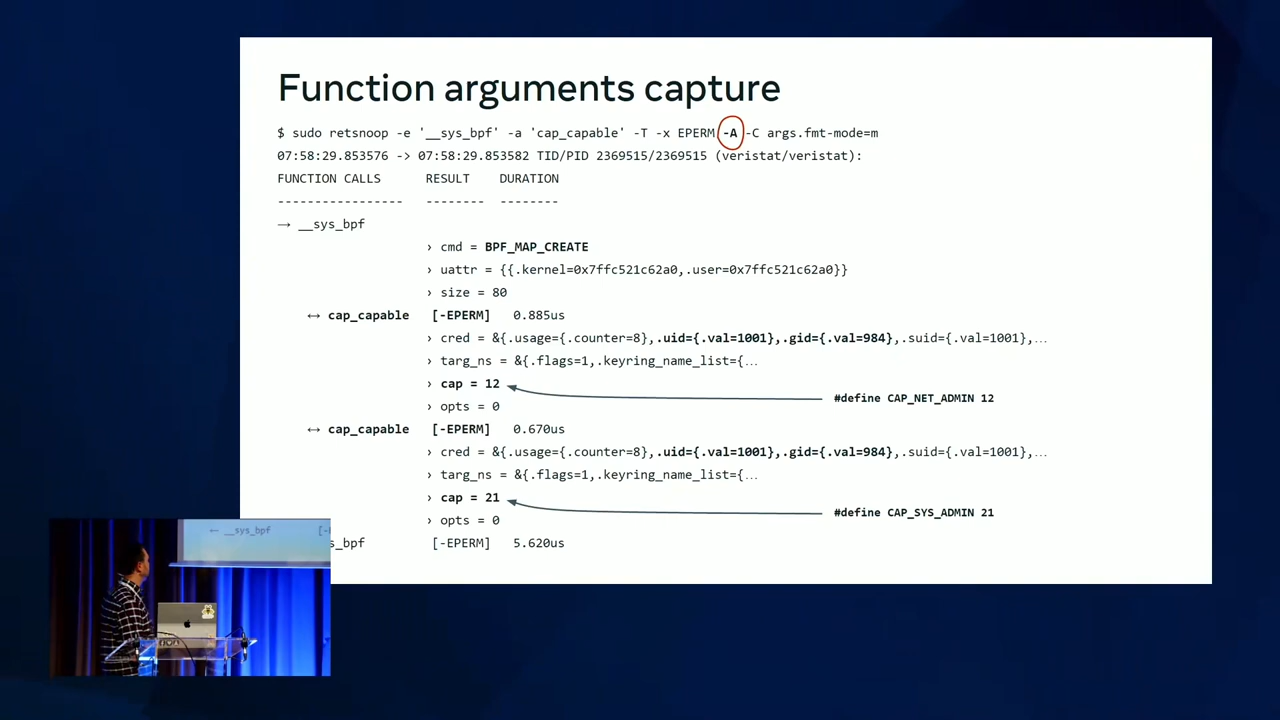 Function arguments capture
$ sudo retsnoop -e '__sys_bpf' -a 'cap_capable' -T -x EPERM -A -C args.fmt-mode=m
07:58:29.853576 -> 07:58:29.853582 TID/PID 2369515/2369515 (veristat/veristat):
FUNCTION CALLS RESULT DURATION
----------------- -------- --------
→ __sys_bpf
› cmd = BPF_MAP_CREATE
› uattr = {{.kernel=0x7ffc521c62a0,.user=0x7ffc521c62a0}}
› size = 80
↔ cap_capable [-EPERM] 0.885us
› cred = &{.usage={.counter=8},.uid={.val=1001},.gid={.val=984},.suid={.val=1001},…
› targ_ns = &{.flags=1,.keyring_name_list={…
› cap = 12
#define CAP_NET_ADMIN 12
› opts = 0
↔ cap_capable [-EPERM] 0.670us
› cred = &{.usage={.counter=8},.uid={.val=1001},.gid={.val=984},.suid={.val=1001},…
› targ_ns = &{.flags=1,.keyring_name_list={…
› cap = 21
#define CAP_SYS_ADMIN 21
› opts = 0
s_bpf [-EPERM] 5.620us
← __sys_bpf [-